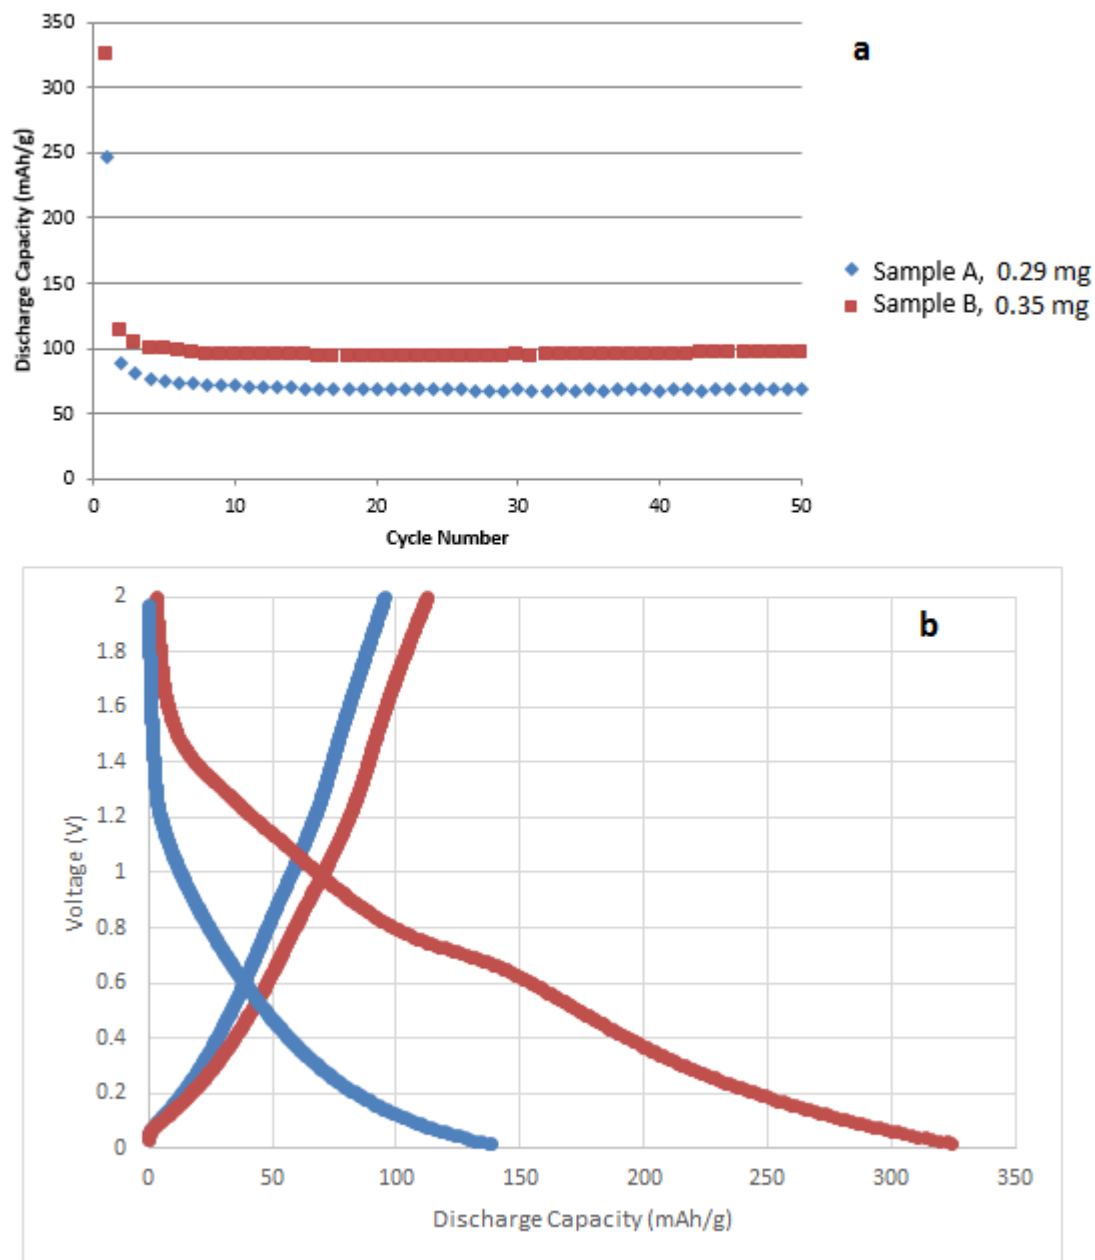 350
300
250
200
150
100
50
0
Discharge Capacity (mAh/g)
0 10 20 30 40 50
Cycle Number
a
Sample A, 0.29 mg
Sample B, 0.35 mg
b
2
1.8
1.6
1.4
1.2
1
0.8
0.6
0.4
0.2
0
Voltage (V)
0 50 100 150 200 250 300 350
Discharge Capacity (mAh/g)